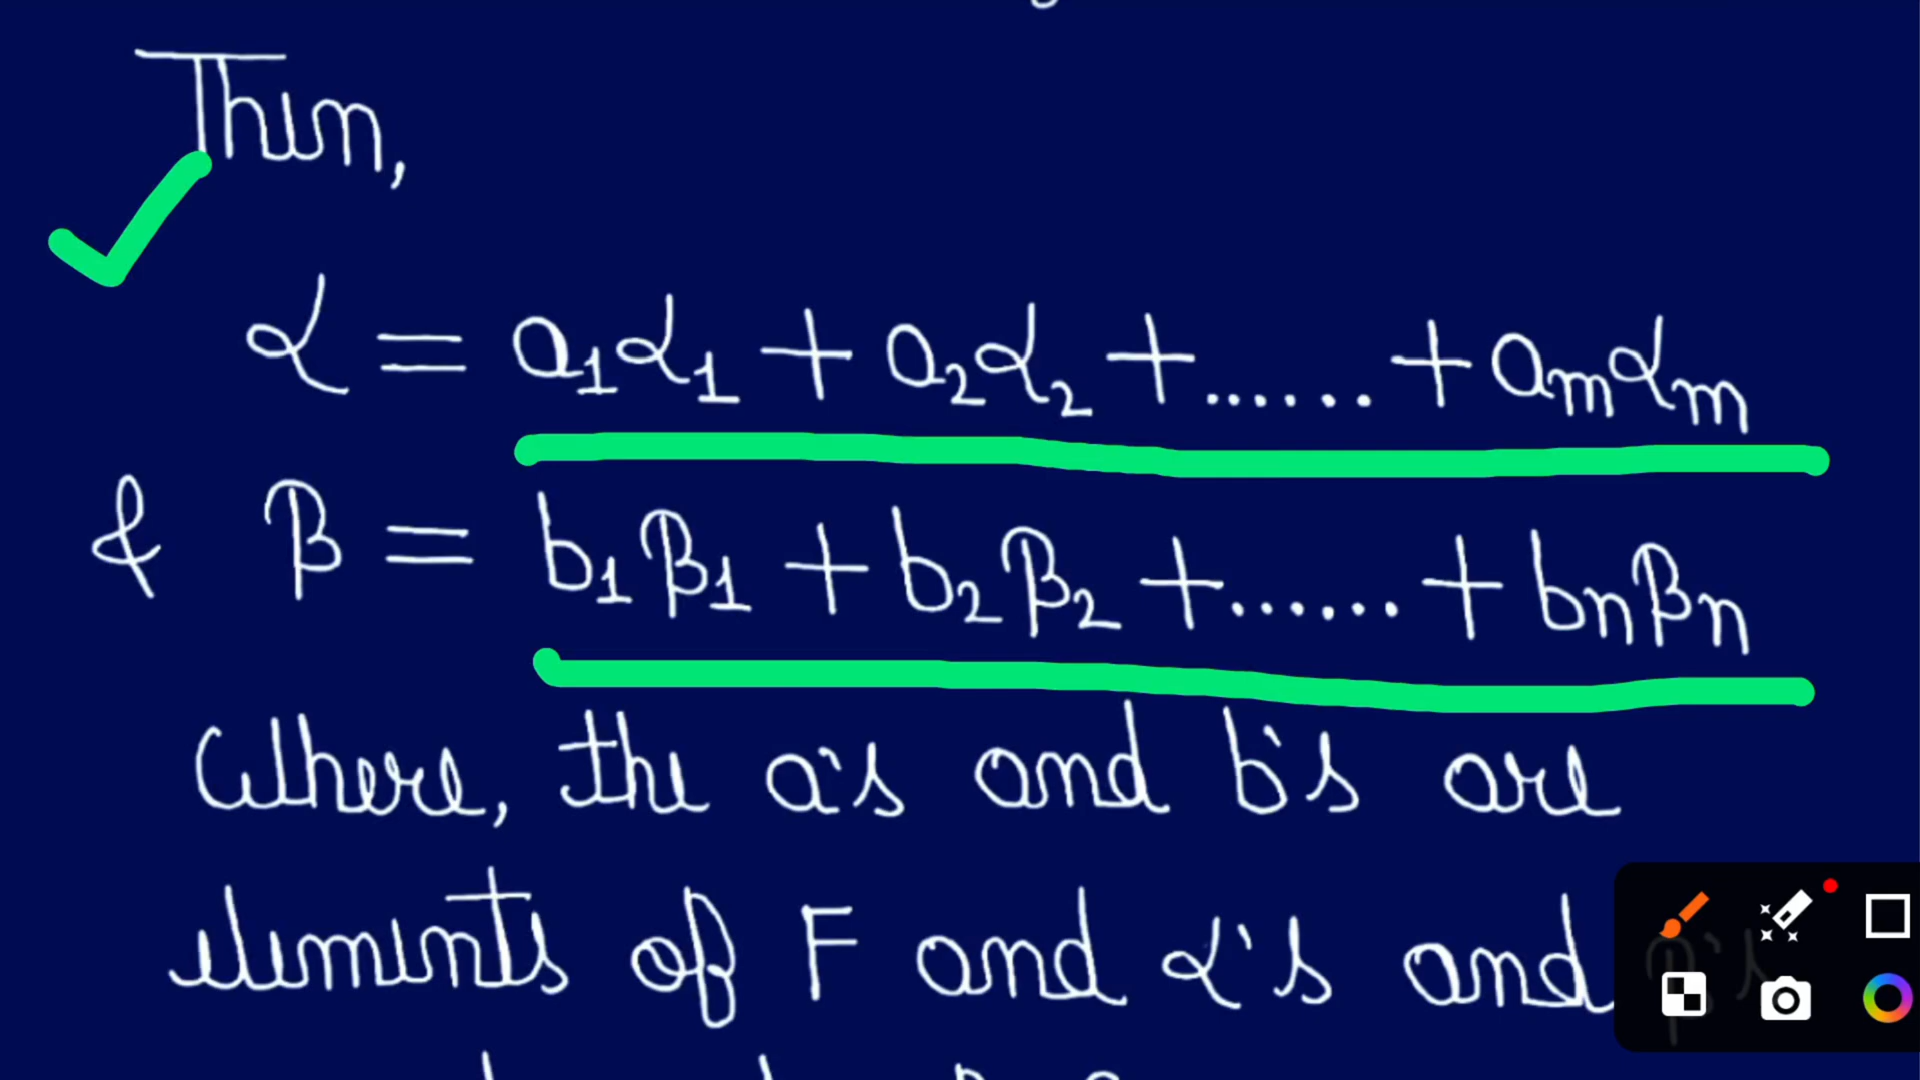 Then,
α = a₁α₁ + a₂α₂ + ...... + aₘαₘ
& β = b₁β₁ + b₂β₂ + ...... + bₙβₙ
Where, the a's and b's are
elements of F and α's and β's